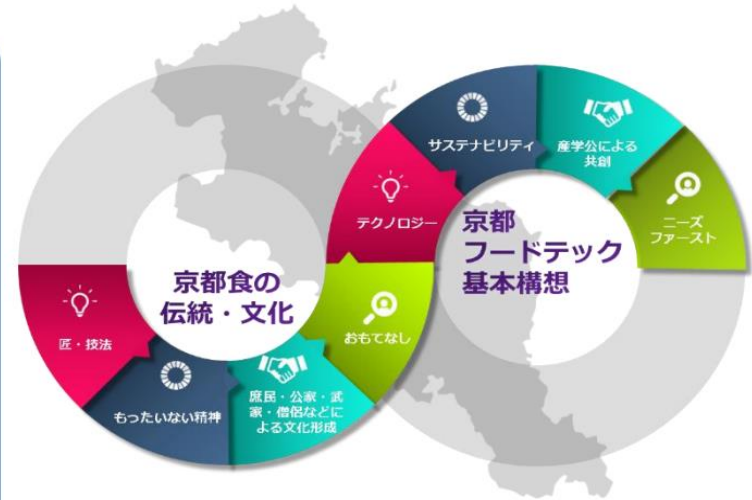 京都食の
伝統・文化
匠・技法
もったいない精神
庶民・公家・武
家・僧侶などに
よる文化形成
おもてなし
京都
フードテック
基本構想
テクノロジー
サステナビリティ
産学公による
共創
ニーズ
ファースト